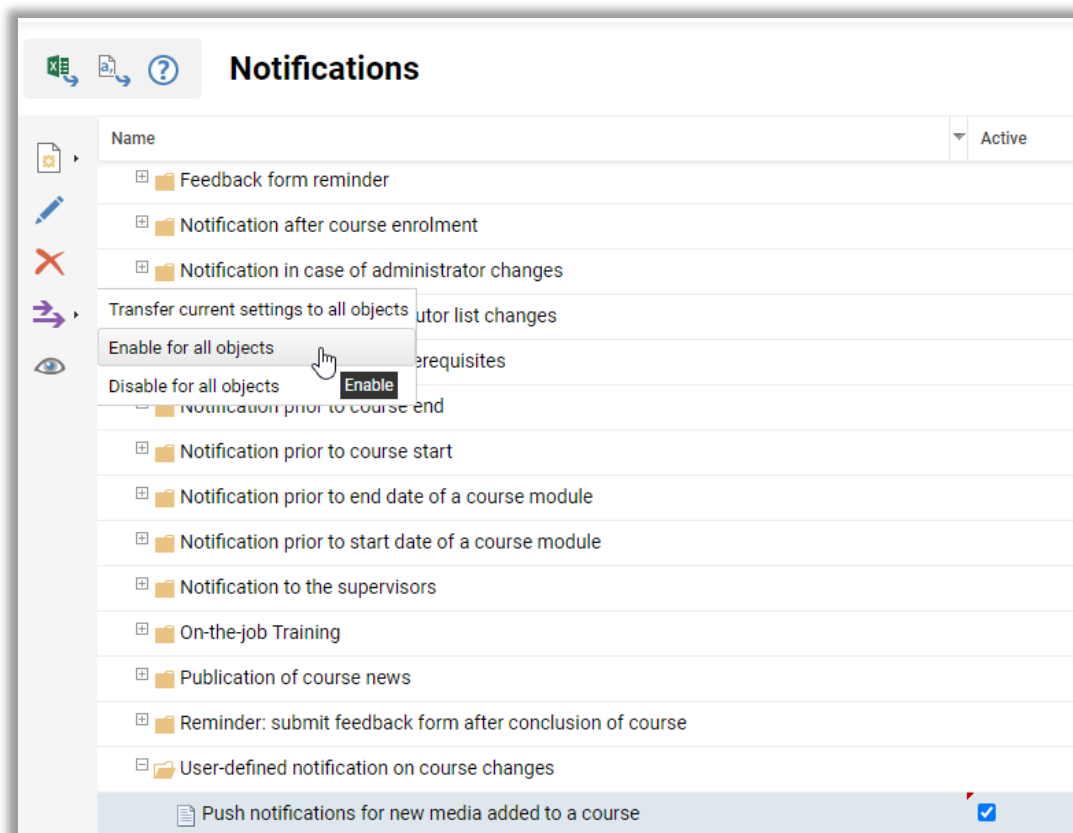 Notifications
Name
Active
Feedback form reminder
Notification after course enrolment
Notification in case of administrator changes
Transfer current settings to all objects
utor list changes
Enable for all objects
erequisites
Disable for all objects
Enable
Notification prior to course end
Notification prior to course start
Notification prior to end date of a course module
Notification prior to start date of a course module
Notification to the supervisors
On-the-job Training
Publication of course news
Reminder: submit feedback form after conclusion of course
User-defined notification on course changes
Push notifications for new media added to a course